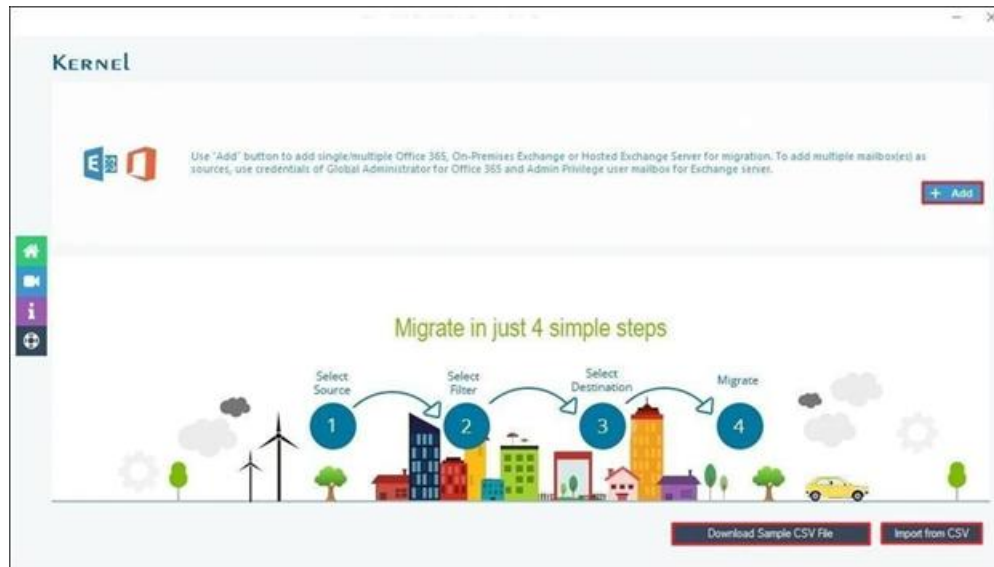 KERNEl
Use "Add" button to add single/multiple Office 365, On-Premises Exchange or Hosted Exchange Server for migration. To add multiple mailbox(es) as
sources, use credentials of Global Administrator for Office 365 and Admin Privilege user mailbox for Exchange server.
+ Add
Migrate in just 4 simple steps
Select
Source
Select
Filter
Select
Destination
Migrate
1
2
3
4
Download Sample CSV File
Import from CSV